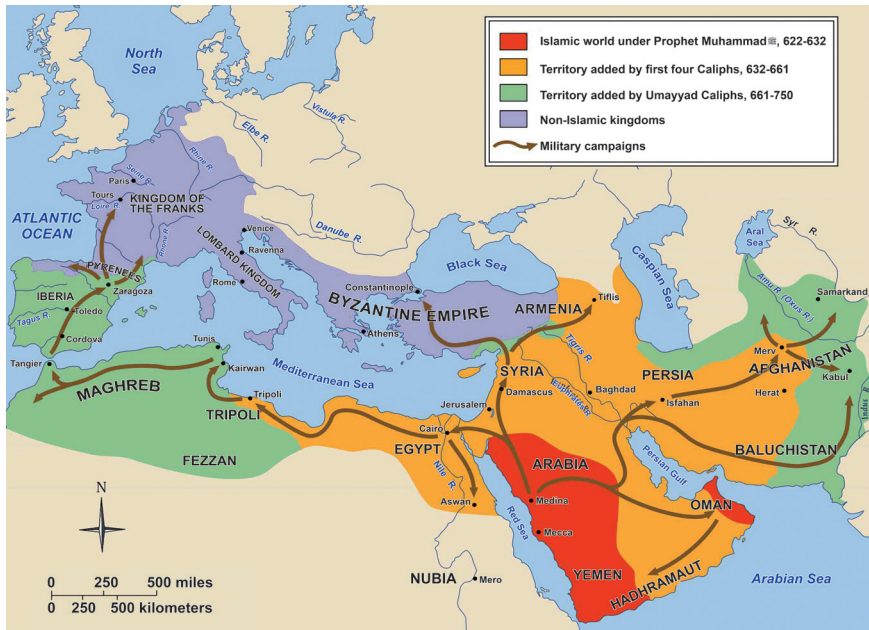 Islamic world under Prophet Muhammadﷺ, 622-632
Territory added by first four Caliphs, 632-661
Territory added by Umayyad Caliphs, 661-750
Non-Islamic kingdoms
Military campaigns
North
Sea
Elbe R.
Vistula R.
Rhine R
Seine R.
Paris
Tours
Loire R.
KINGDOM OF
THE FRANKS
ATLANTIC
OCEAN
Rhone R.
Danube R.
Venice
Ravenna
LOMBARD KINGDOM
Rome
PYRENEES
Zaragoza
IBERIA
Toledo
Tagus R.
Cordova
Tangier
MAGHREB
Tunis
Kairwan
Mediterranean Sea
Tripoli
TRIPOLI
FEZZAN
Constantinople
Black Sea
BYZANTINE EMPIRE
Athens
ARMENIA
Tiflis
Caspian Sea
Aral
Sea
Syr R.
Amu R (Oxus R.)
Samarkand
Merv
AFGHANISTAN
Kabul
Herat
Indus R.
PERSIA
Isfahan
BALUCHISTAN
Tigris R.
SYRIA
Damascus
Euphrates R
Baghdad
Jerusalem
Cairo
EGYPT
Nile R.
Aswan
ARABIA
Persian Gulf
Medina
Mecca
Red Sea
OMAN
YEMEN
HADHRAMAUT
Arabian Sea
NUBIA
Mero
N
0 500 miles
0 250 500 kilometers